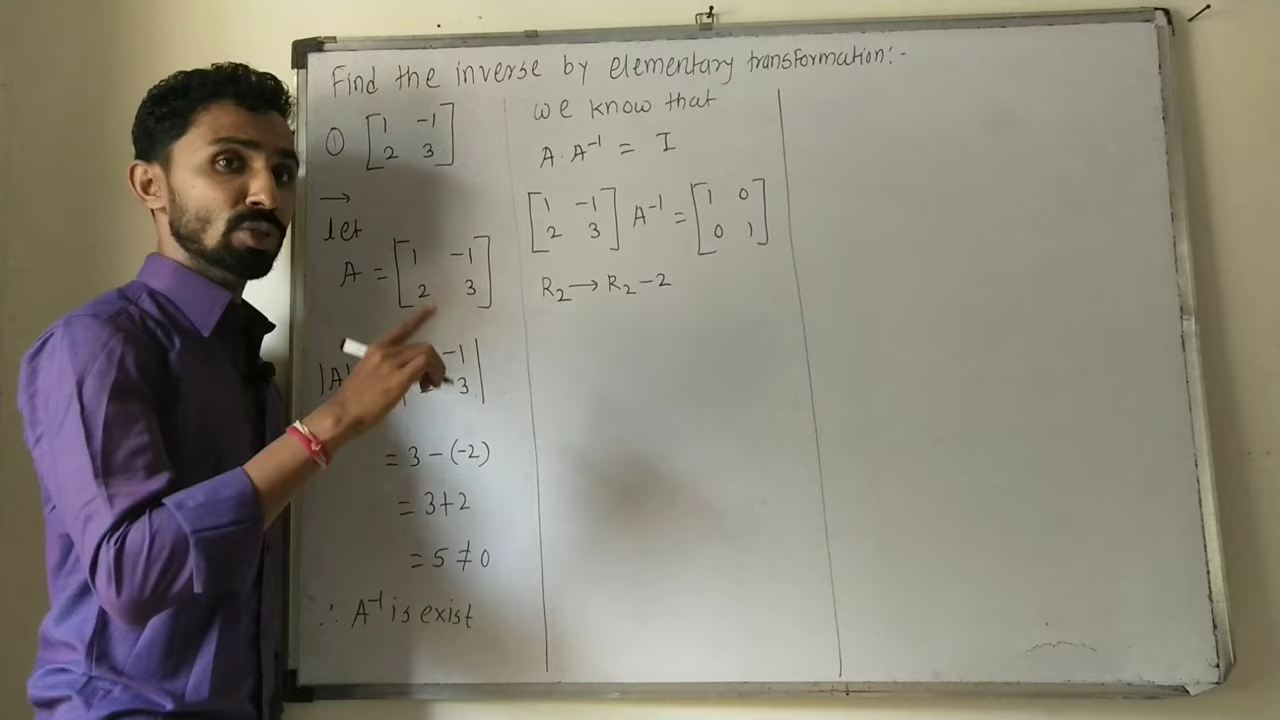 Find the inverse by elementary transformation:-
① [1 -1
2 3]
→
let
A = [1 -1
2 3]
|A| -1
3|
= 3 - (-2)
= 3+2
= 5 ≠ 0
∴ A⁻¹ is exist
we know that
A. A⁻¹ = I
[1 -1
2 3] A⁻¹ = [1 0
0 1]
R₂ → R₂ - 2